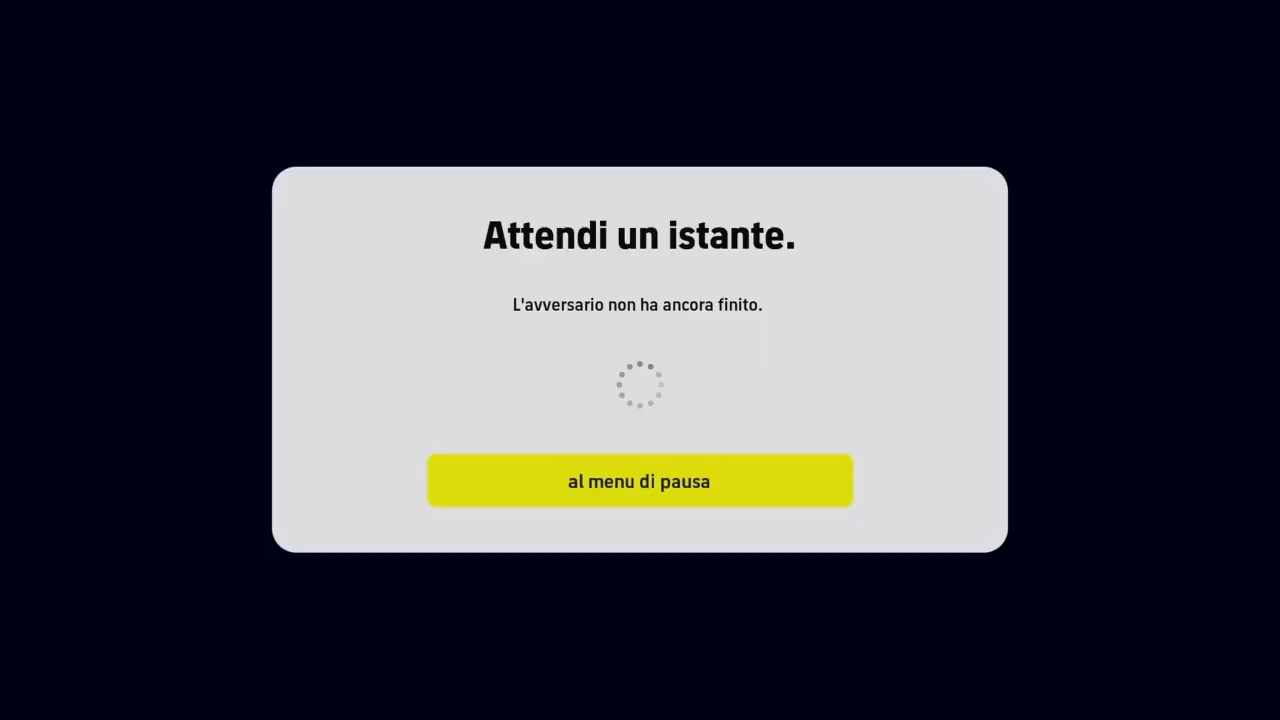 Attendi un istante.
L'avversario non ha ancora finito.
al menu di pausa